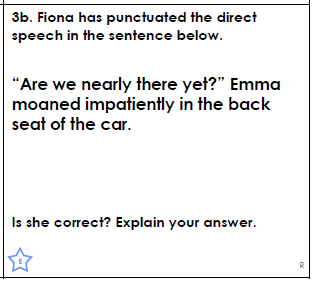 3b. Fiona has punctuated the direct
speech in the sentence below.
“Are we nearly there yet?” Emma
moaned impatiently in the back
seat of the car.
Is she correct? Explain your answer.
E
R